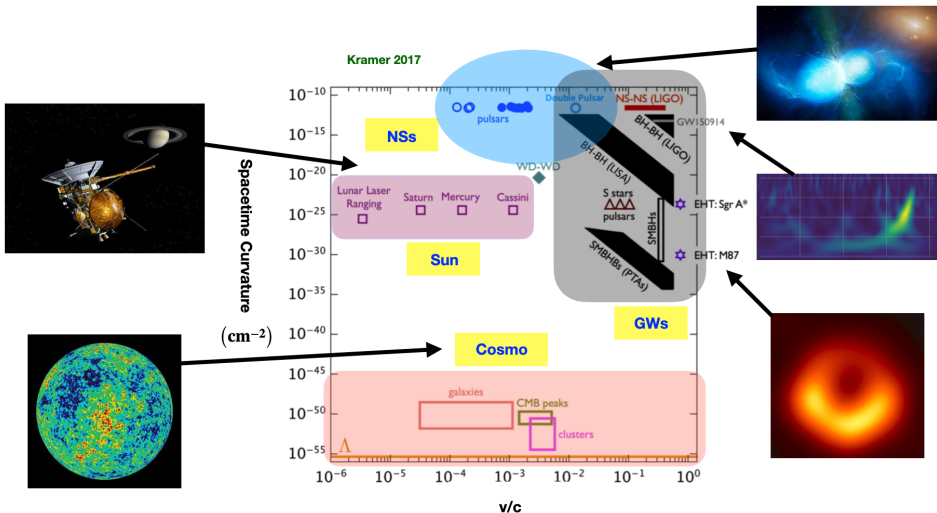 Kramer 2017
Spacetime Curvature
(cm⁻²)
10⁻¹⁰
10⁻¹⁵
10⁻²⁰
10⁻²⁵
10⁻³⁰
10⁻³⁵
10⁻⁴⁰
10⁻⁴⁵
10⁻⁵⁰
10⁻⁵⁵
NSs
pulsars
Double Pulsar
NS-NS (LIGO)
GW150914
BH-BH (LIGO)
BH-BH (LISA)
WD-WD
Lunar Laser
Ranging
Saturn
Mercury
Cassini
S stars
pulsars
SMBHs
EHT: Sgr A*
EHT: M87
SMBHBs (PTAs)
Sun
GWs
Cosmo
galaxies
CMB peaks
clusters
Λ
10⁻⁶
10⁻⁵
10⁻⁴
10⁻³
10⁻²
10⁻¹
10⁰
v/c